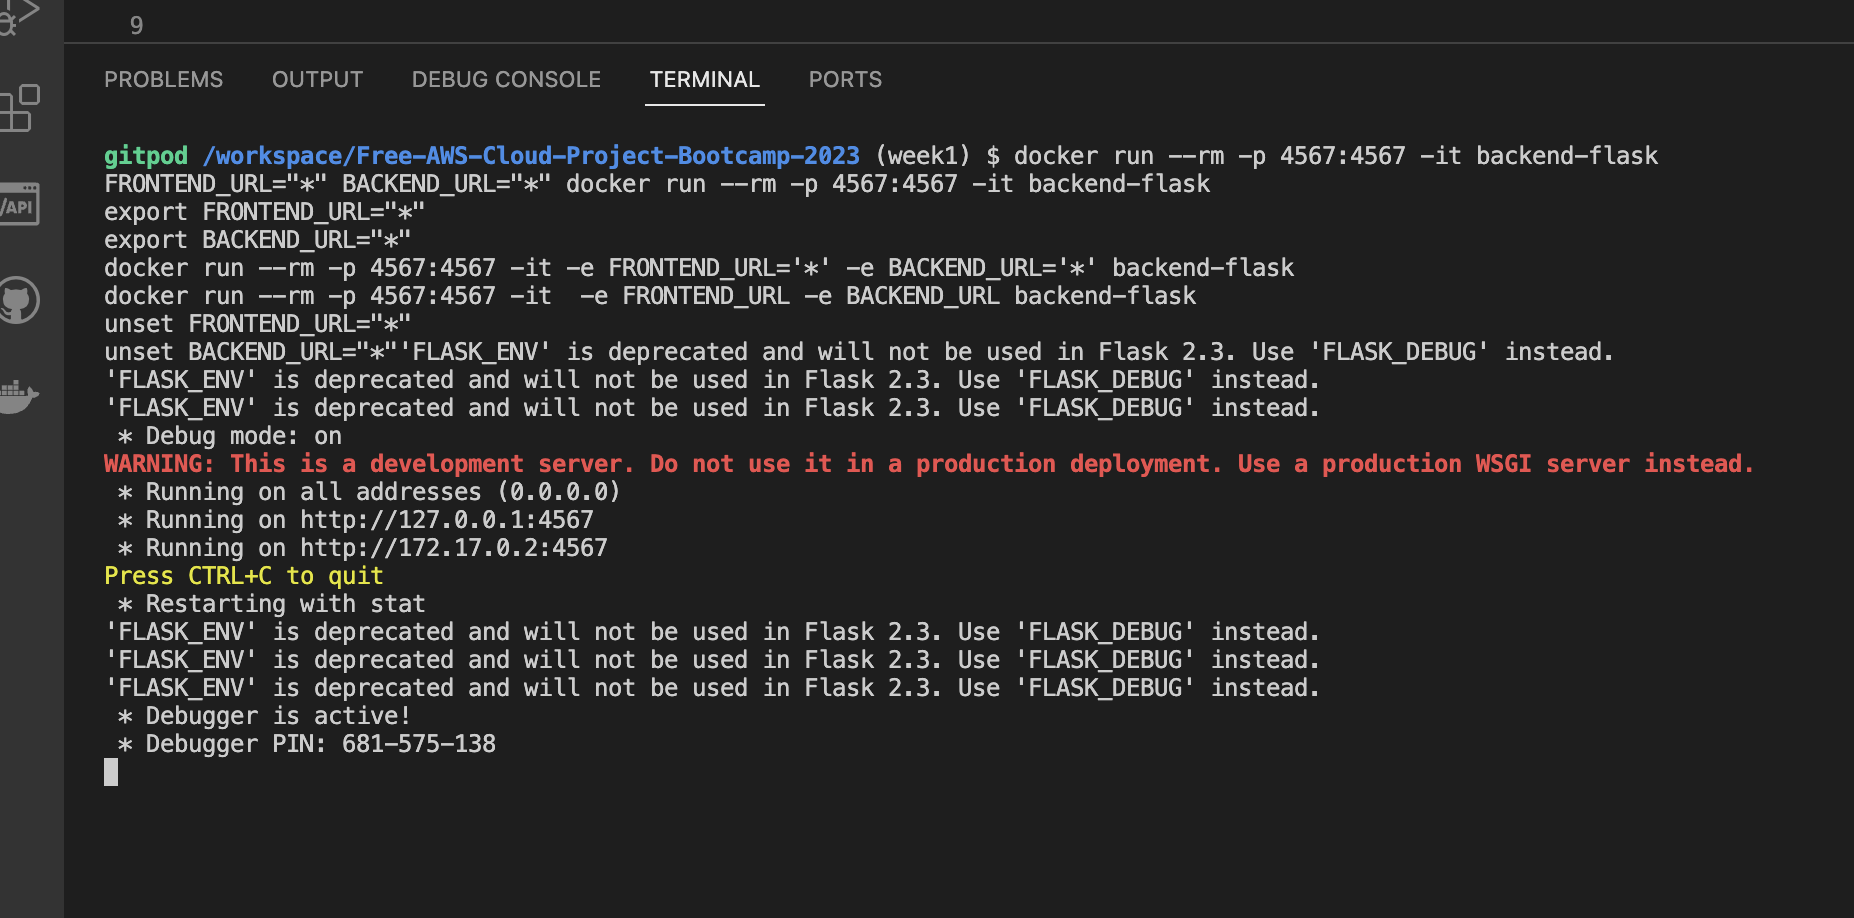 9
PROBLEMS OUTPUT DEBUG CONSOLE TERMINAL PORTS
gitpod /workspace/Free-AWS-Cloud-Project-Bootcamp-2023 (week1) $ docker run --rm -p 4567:4567 -it backend-flask
FRONTEND_URL="*" BACKEND_URL="*" docker run --rm -p 4567:4567 -it backend-flask
export FRONTEND_URL="*"
export BACKEND_URL="*"
docker run --rm -p 4567:4567 -it -e FRONTEND_URL='*' -e BACKEND_URL='*' backend-flask
docker run --rm -p 4567:4567 -it  -e FRONTEND_URL -e BACKEND_URL backend-flask
unset FRONTEND_URL="*"
unset BACKEND_URL="*"'FLASK_ENV' is deprecated and will not be used in Flask 2.3. Use 'FLASK_DEBUG' instead.
'FLASK_ENV' is deprecated and will not be used in Flask 2.3. Use 'FLASK_DEBUG' instead.
'FLASK_ENV' is deprecated and will not be used in Flask 2.3. Use 'FLASK_DEBUG' instead.
 * Debug mode: on
WARNING: This is a development server. Do not use it in a production deployment. Use a production WSGI server instead.
 * Running on all addresses (0.0.0.0)
 * Running on http://127.0.0.1:4567
 * Running on http://172.17.0.2:4567
Press CTRL+C to quit
 * Restarting with stat
'FLASK_ENV' is deprecated and will not be used in Flask 2.3. Use 'FLASK_DEBUG' instead.
'FLASK_ENV' is deprecated and will not be used in Flask 2.3. Use 'FLASK_DEBUG' instead.
'FLASK_ENV' is deprecated and will not be used in Flask 2.3. Use 'FLASK_DEBUG' instead.
 * Debugger is active!
 * Debugger PIN: 681-575-138
/API